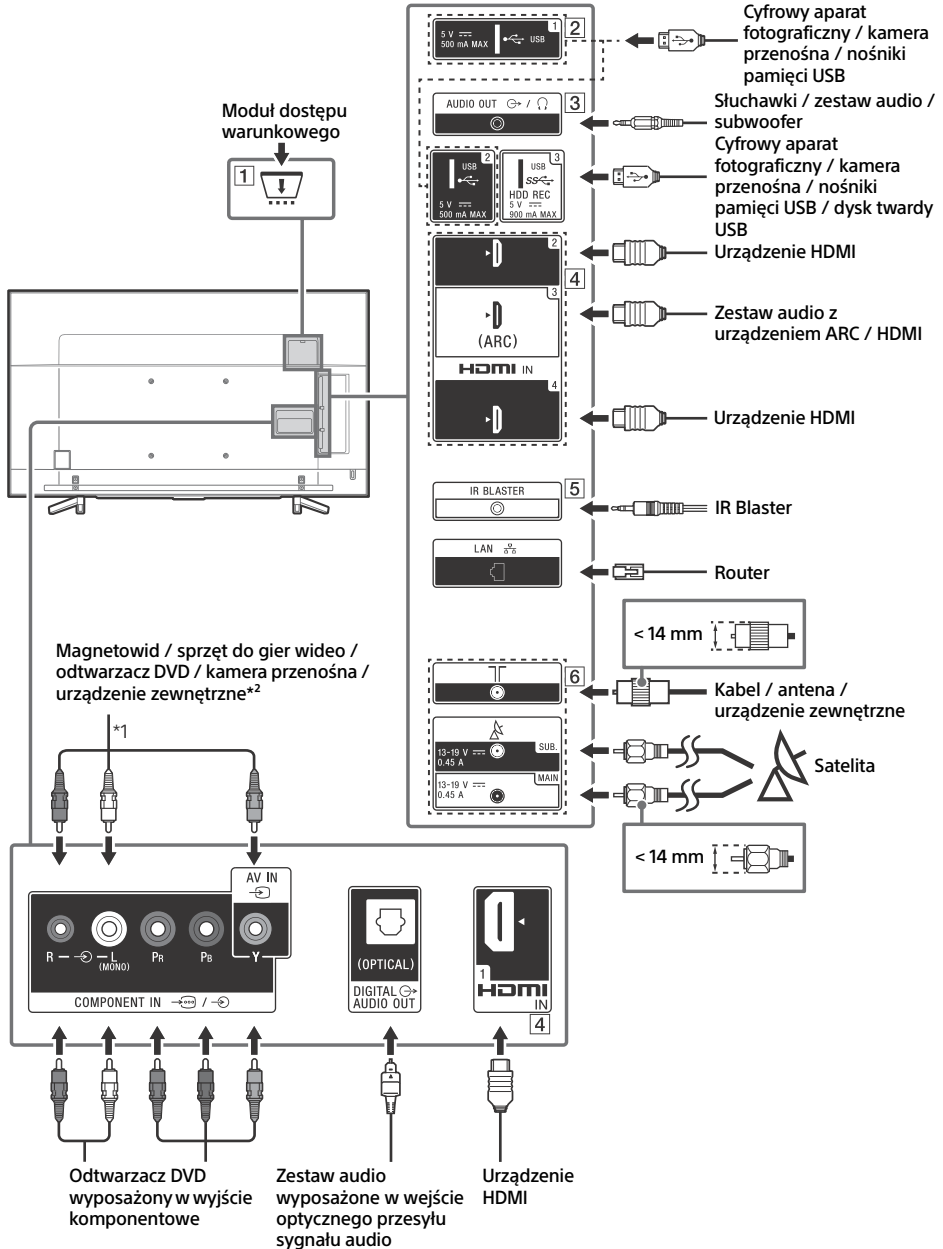 Cyfrowy aparat
fotograficzny / kamera
przenośna / nośniki
pamięci USB
5 V
500 mA MAX
USB
1
2
AUDIO OUT /
3
Słuchawki / zestaw audio /
subwoofer
Moduł dostępu
warunkowego
1
2
USB
5 V
500 mA MAX
3
USB
SS
HDD REC
5 V
900 mA MAX
Cyfrowy aparat
fotograficzny / kamera
przenośna / nośniki
pamięci USB / dysk twardy
USB
2
4
Urządzenie HDMI
3
(ARC)
HDMI IN
Zestaw audio z
urządzeniem ARC / HDMI
4
Urządzenie HDMI
IR BLASTER
5
IR Blaster
LAN
Router
< 14 mm
6
Kabel / antena /
urządzenie zewnętrzne
13-19 V
0.45 A
SUB.
13-19 V
0.45 A
MAIN
Satelita
< 14 mm
Magnetowid / sprzęt do gier wideo /
odtwarzacz DVD / kamera przenośna /
urządzenie zewnętrzne*2
*1
AV IN
R — — L
(MONO)
PR
PB
Y
COMPONENT IN /
(OPTICAL)
DIGITAL
AUDIO OUT
1
HDMI
IN
4
Odtwarzacz DVD
wyposażony w wyjście
komponentowe
Zestaw audio
wyposażone w wejście
optycznego przesyłu
sygnału audio
Urządzenie
HDMI